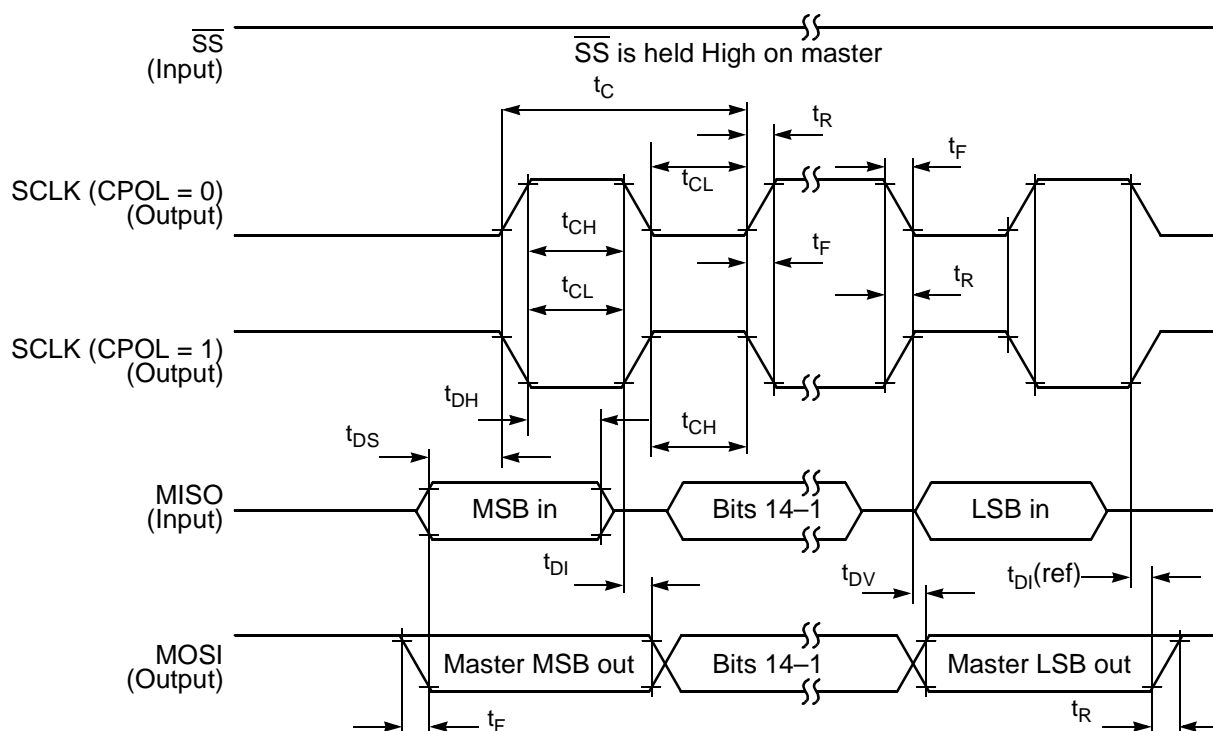 SS
(Input)
SS is held High on master
tC
tR
tF
SCLK (CPOL = 0)
(Output)
tCL
tCH
tF
tCL
tR
SCLK (CPOL = 1)
(Output)
tDH
tCH
tDS
MISO
(Input)
MSB in
Bits 14–1
LSB in
tDI
tDV
tDI(ref)
MOSI
(Output)
Master MSB out
Bits 14–1
Master LSB out
tF
tR